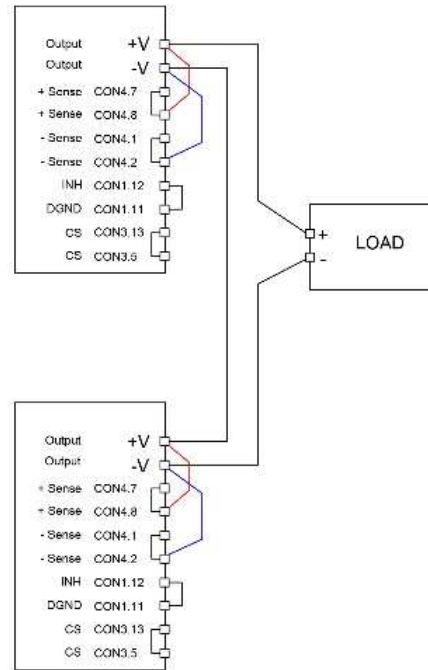 Output +V
Output -V
+ Sense CON4.7
+ Sense CON4.8
- Sense CON4.1
- Sense CON4.2
INH CON1.12
DGND CON1.11
CS CON3.13
CS CON3.5
+ LOAD
-
Output +V
Output -V
+ Sense CON4.7
+ Sense CON4.8
- Sense CON4.1
- Sense CON4.2
INH CON1.12
DGND CON1.11
CS CON3.13
CS CON3.5